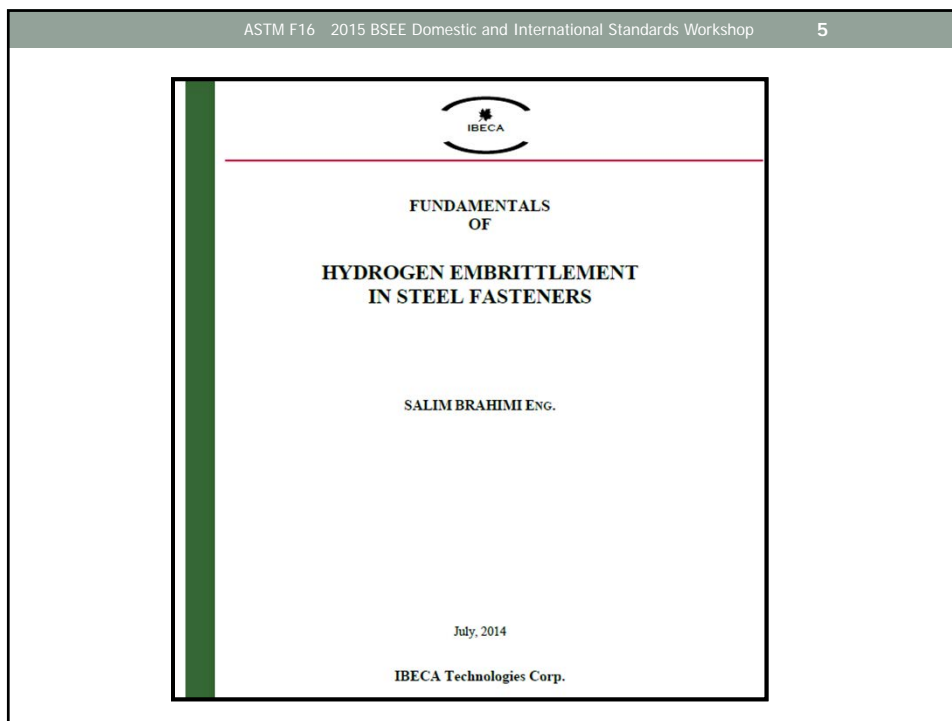 ASTM F16 2015 BSEE Domestic and International Standards Workshop 5
IBECA
FUNDAMENTALS
OF
HYDROGEN EMBRITTLEMENT
IN STEEL FASTENERS
SALIM BRAHIMI ENG.
July, 2014
IBECA Technologies Corp.